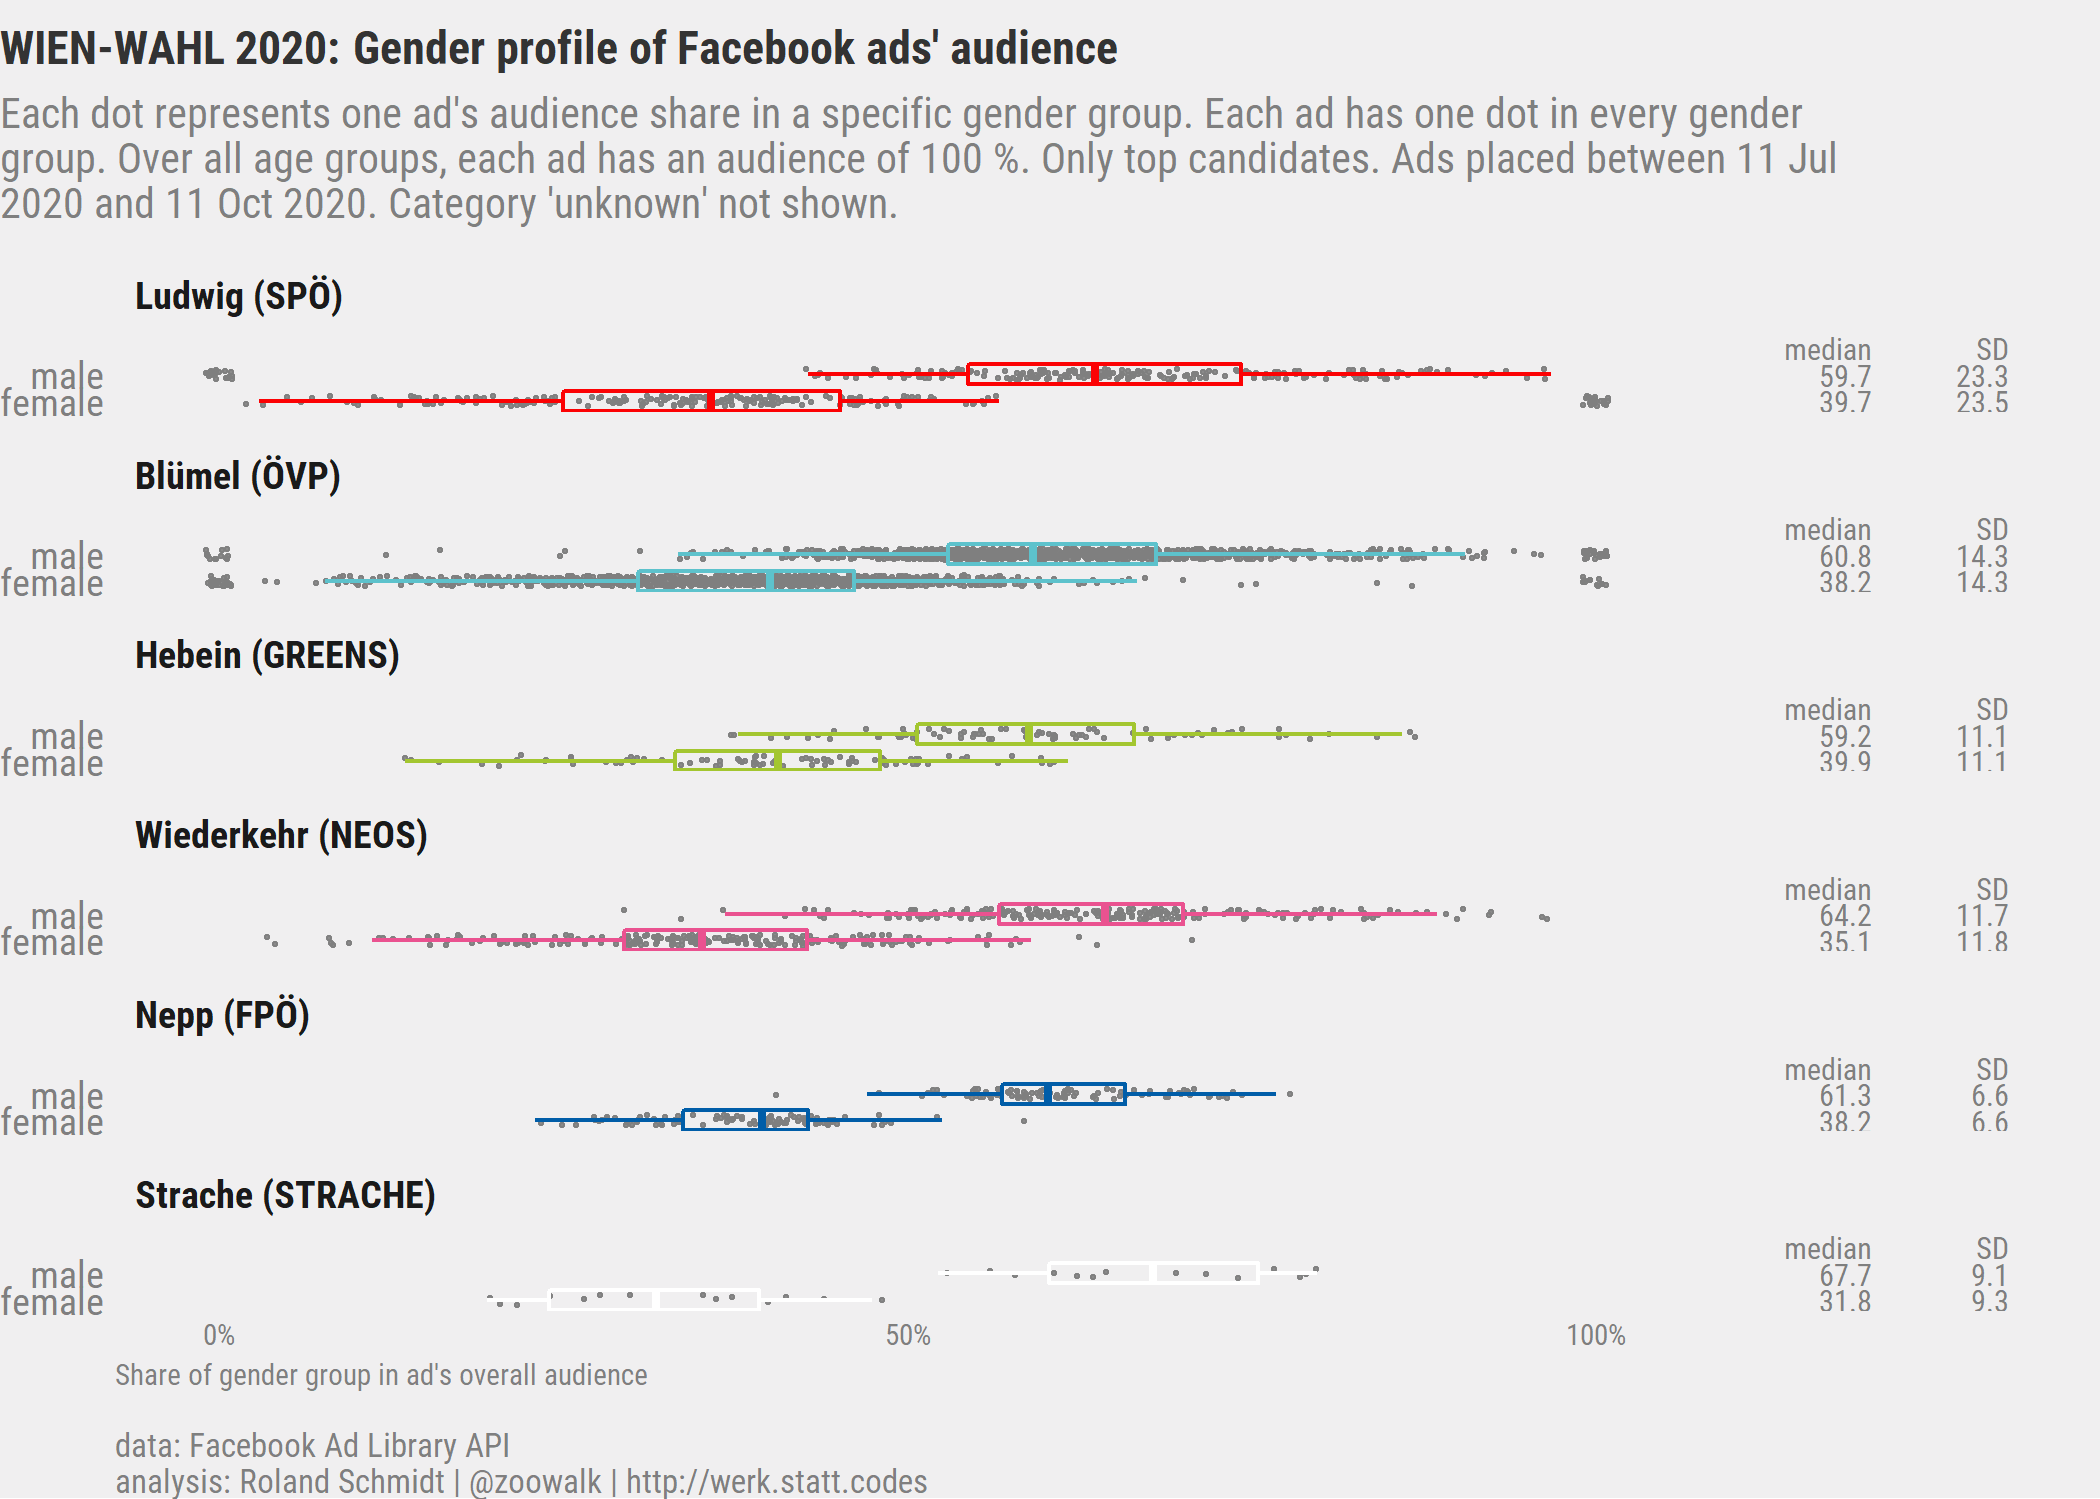 WIEN-WAHL 2020: Gender profile of Facebook ads' audience
Each dot represents one ad's audience share in a specific gender group. Each ad has one dot in every gender
group. Over all age groups, each ad has an audience of 100 %. Only top candidates. Ads placed between 11 Jul
2020 and 11 Oct 2020. Category 'unknown' not shown.
Ludwig (SPÖ)
median SD
male 59.7 23.3
female 39.7 23.5
Blümel (ÖVP)
median SD
male 60.8 14.3
female 38.2 14.3
Hebein (GREENS)
median SD
male 59.2 11.1
female 39.9 11.1
Wiederkehr (NEOS)
median SD
male 64.2 11.7
female 35.1 11.8
Nepp (FPÖ)
median SD
male 61.3 6.6
female 38.2 6.6
Strache (STRACHE)
median SD
male 67.7 9.1
female 31.8 9.3
0% 50% 100%
Share of gender group in ad's overall audience
data: Facebook Ad Library API
analysis: Roland Schmidt | @zoowalk | http://werk.statt.codes